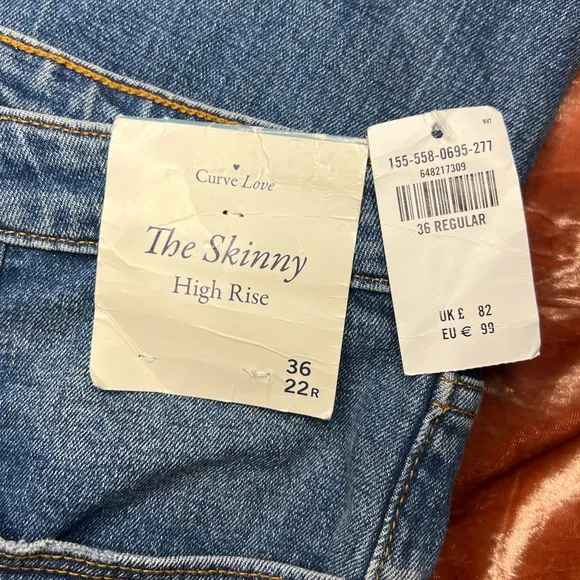 Curve Love
The Skinny
High Rise
36
22R
NVT
155-558-0695-277
648217309
36 REGULAR
UK £ 82
EU € 99